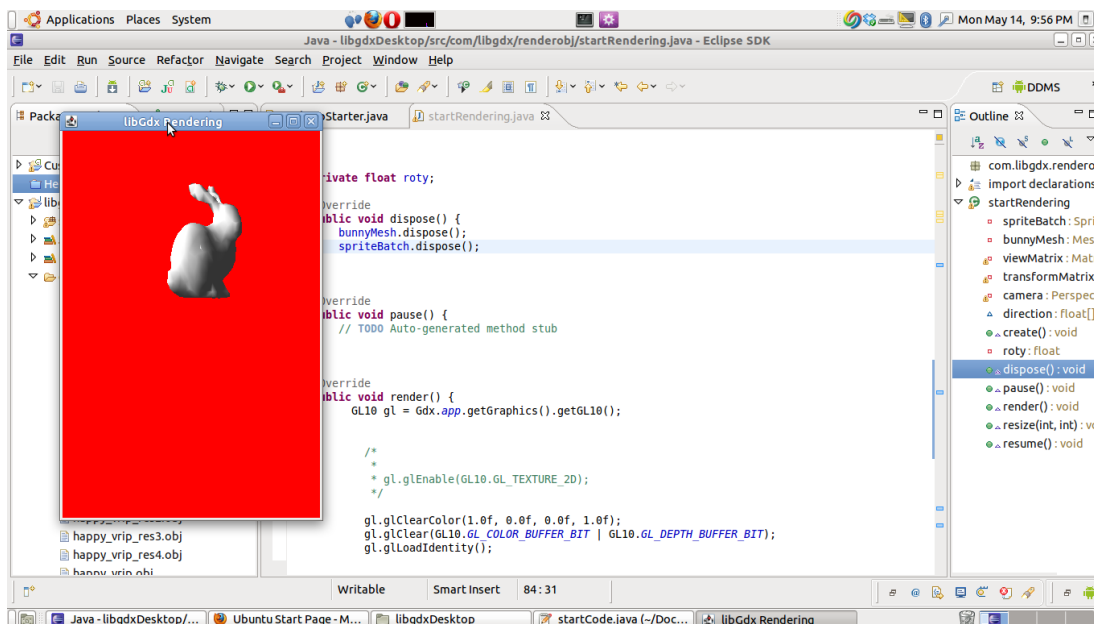 Applications Places System
Mon May 14, 9:56 PM
Java - libgdxDesktop/src/com/libgdx/renderobj/startRendering.java - Eclipse SDK
File Edit Run Source Refactor Navigate Search Project Window Help
DDMS
Packa
libGdx Rendering
oStarter.java
startRendering.java
Outline
Cus
He
libg
rivate float roty;
Override
ublic void dispose() {
bunnyMesh.dispose();
spriteBatch.dispose();
Override
ublic void pause() {
// TODO Auto-generated method stub
Override
ublic void render() {
GL10 gl = Gdx.app.getGraphics().getGL10();
/*
*
* gl.glEnable(GL10.GL_TEXTURE_2D);
*/
gl.glClearColor(1.0f, 0.0f, 0.0f, 1.0f);
gl.glClear(GL10.GL_COLOR_BUFFER_BIT | GL10.GL_DEPTH_BUFFER_BIT);
gl.glLoadIdentity();
com.libgdx.rendero
import declarations
startRendering
spriteBatch : Spri
bunnyMesh : Mes
viewMatrix : Mat
transformMatrix
camera : Perspec
direction : float[]
create() : void
roty : float
dispose() : void
pause() : void
render() : void
resize(int, int) : vo
resume() : void
happy_vrip_res3.obj
happy_vrip_res4.obj
happy_vrip.obj
Writable Smart Insert 84 : 31
Java - libgdxDesktop/... Ubuntu Start Page - M... libgdxDesktop startCode.java (~/Doc... libGdx Rendering